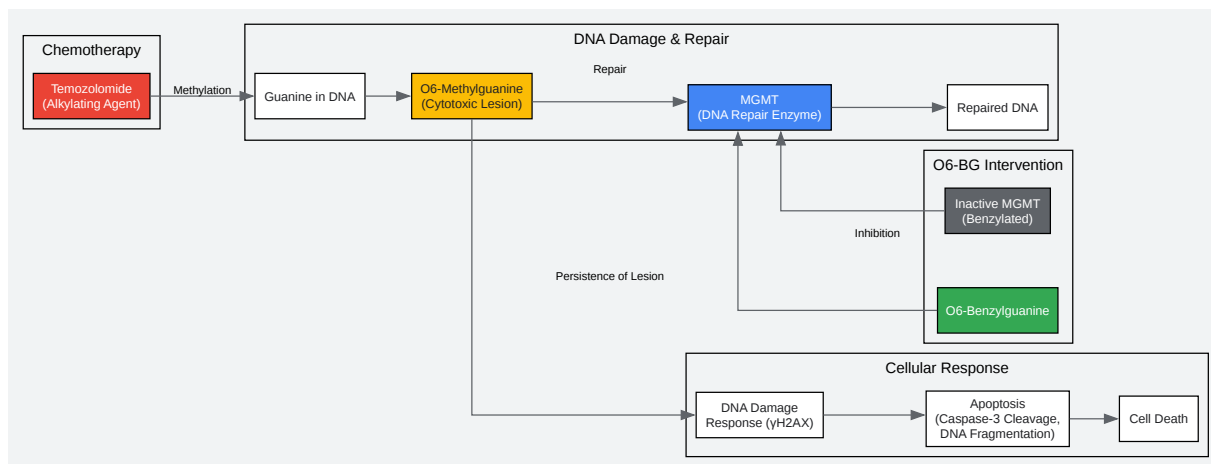 Chemotherapy
Temozolomide
(Alkylating Agent)
Methylation
DNA Damage & Repair
Guanine in DNA
O6-Methylguanine
(Cytotoxic Lesion)
Repair
MGMT
(DNA Repair Enzyme)
Repaired DNA
O6-BG Intervention
Inactive MGMT
(Benzylated)
Inhibition
Persistence of Lesion
O6-Benzylguanine
Cellular Response
DNA Damage
Response (γH2AX)
Apoptosis
(Caspase-3 Cleavage,
DNA Fragmentation)
Cell Death